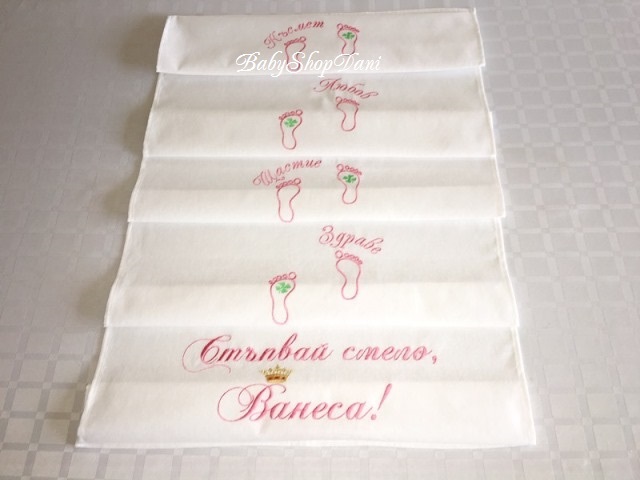 Късмет
BabyShopDani
Любов
Щастие
Здраве
Стъпвай смело,
Ванеса!